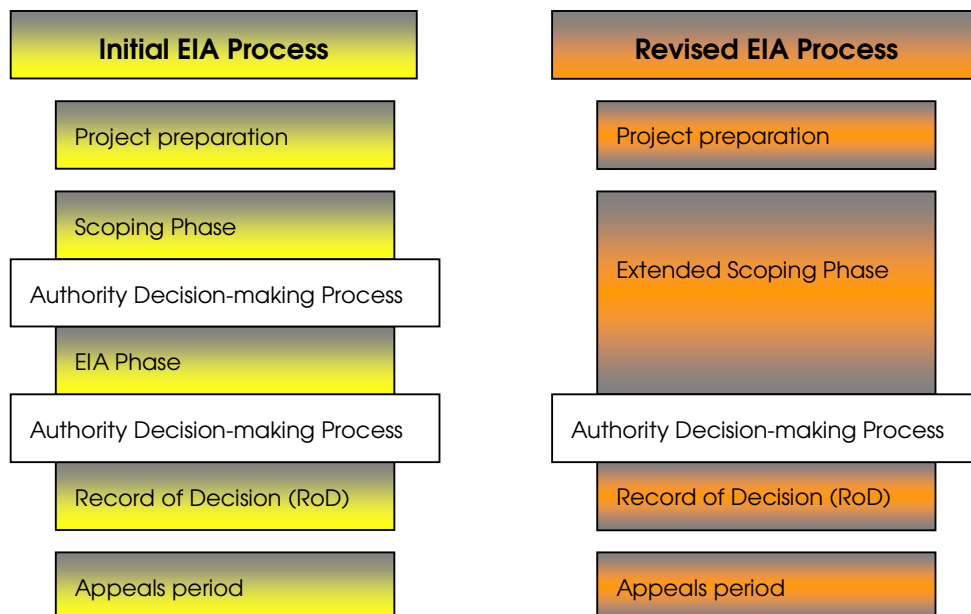 Initial EIA Process
Project preparation
Scoping Phase
Authority Decision-making Process
EIA Phase
Authority Decision-making Process
Record of Decision (RoD)
Appeals period
Revised EIA Process
Project preparation
Extended Scoping Phase
Authority Decision-making Process
Record of Decision (RoD)
Appeals period